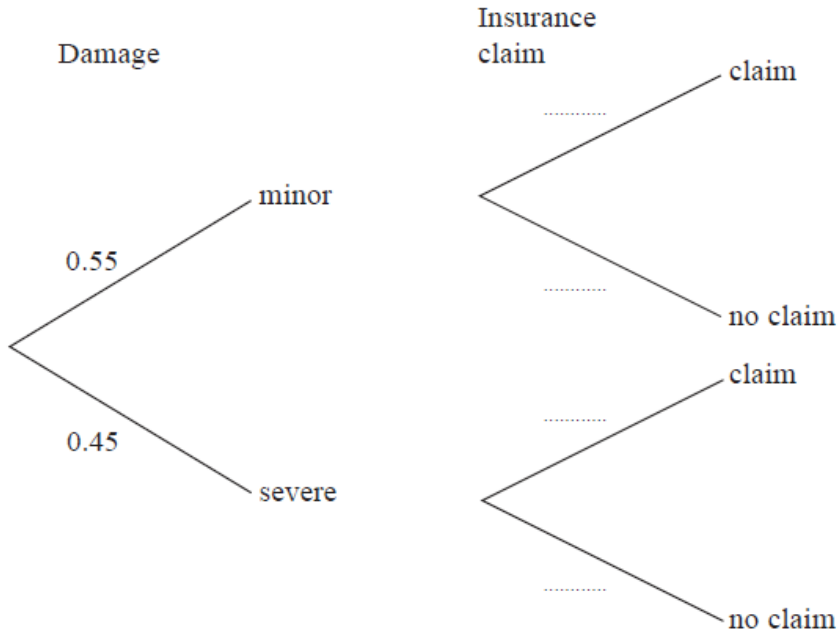 Damage
Insurance
claim
claim
minor
0.55
no claim
claim
0.45
severe
no claim